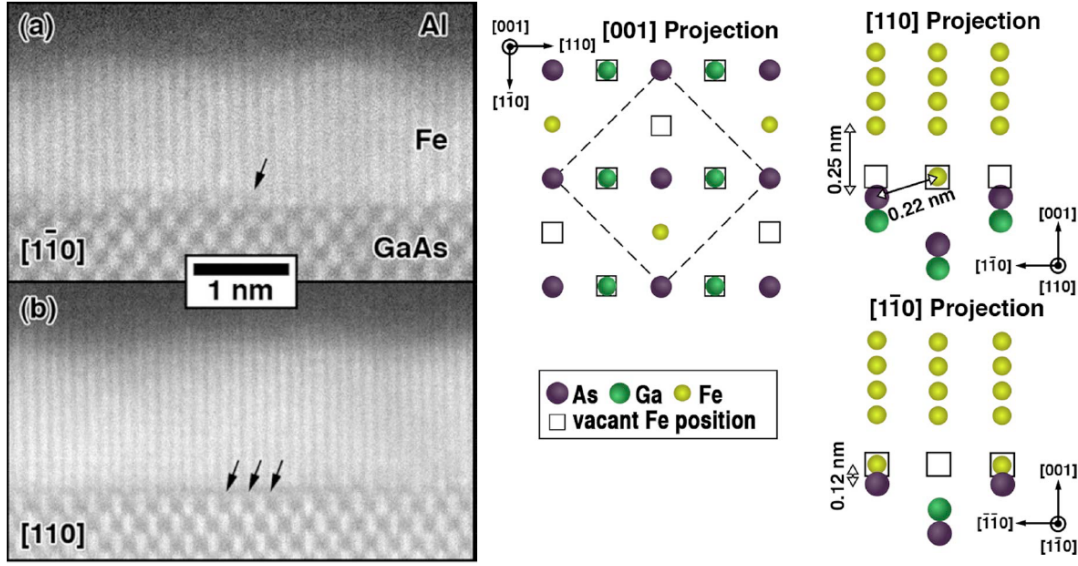 (a)
Al
Fe
[11̄0]
GaAs
1 nm
(b)
[110]
[001] Projection
[001]
[110]
[11̄0]
As
Ga
Fe
vacant Fe position
[110] Projection
0.25 nm
0.22 nm
[001]
[11̄0]
[110]
[11̄0] Projection
0.12 nm
[001]
[1̄1̄0]
[11̄0]